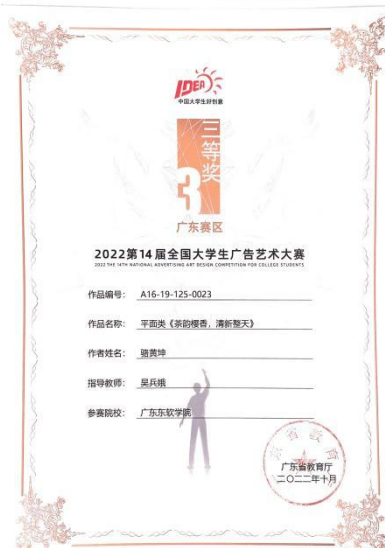 IDEA
中国大学生好创意
三等奖
3
广东赛区
2022第14届全国大学生广告艺术大赛
2022 THE 14TH NATIONAL ADVERTISING ART DESIGN COMPETITION FOR COLLEGE STUDENTS
作品编号： A16-19-125-0023
作品名称： 平面类《茶韵樱香，清新整天》
作者姓名： 骆黄坤
指导教师： 吴兵娥
参赛院校： 广东东软学院
广东省教育厅
二〇二二年十月